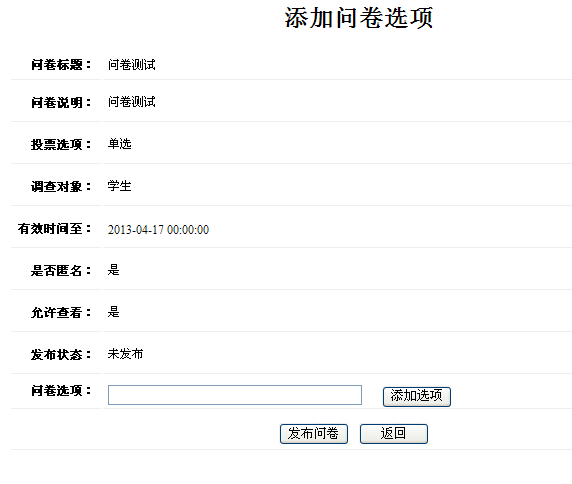 添加问卷选项
问卷标题： 问卷测试
问卷说明： 问卷测试
投票选项： 单选
调查对象： 学生
有效时间至： 2013-04-17 00:00:00
是否匿名： 是
允许查看： 是
发布状态： 未发布
问卷选项： 添加选项
发布问卷 返回